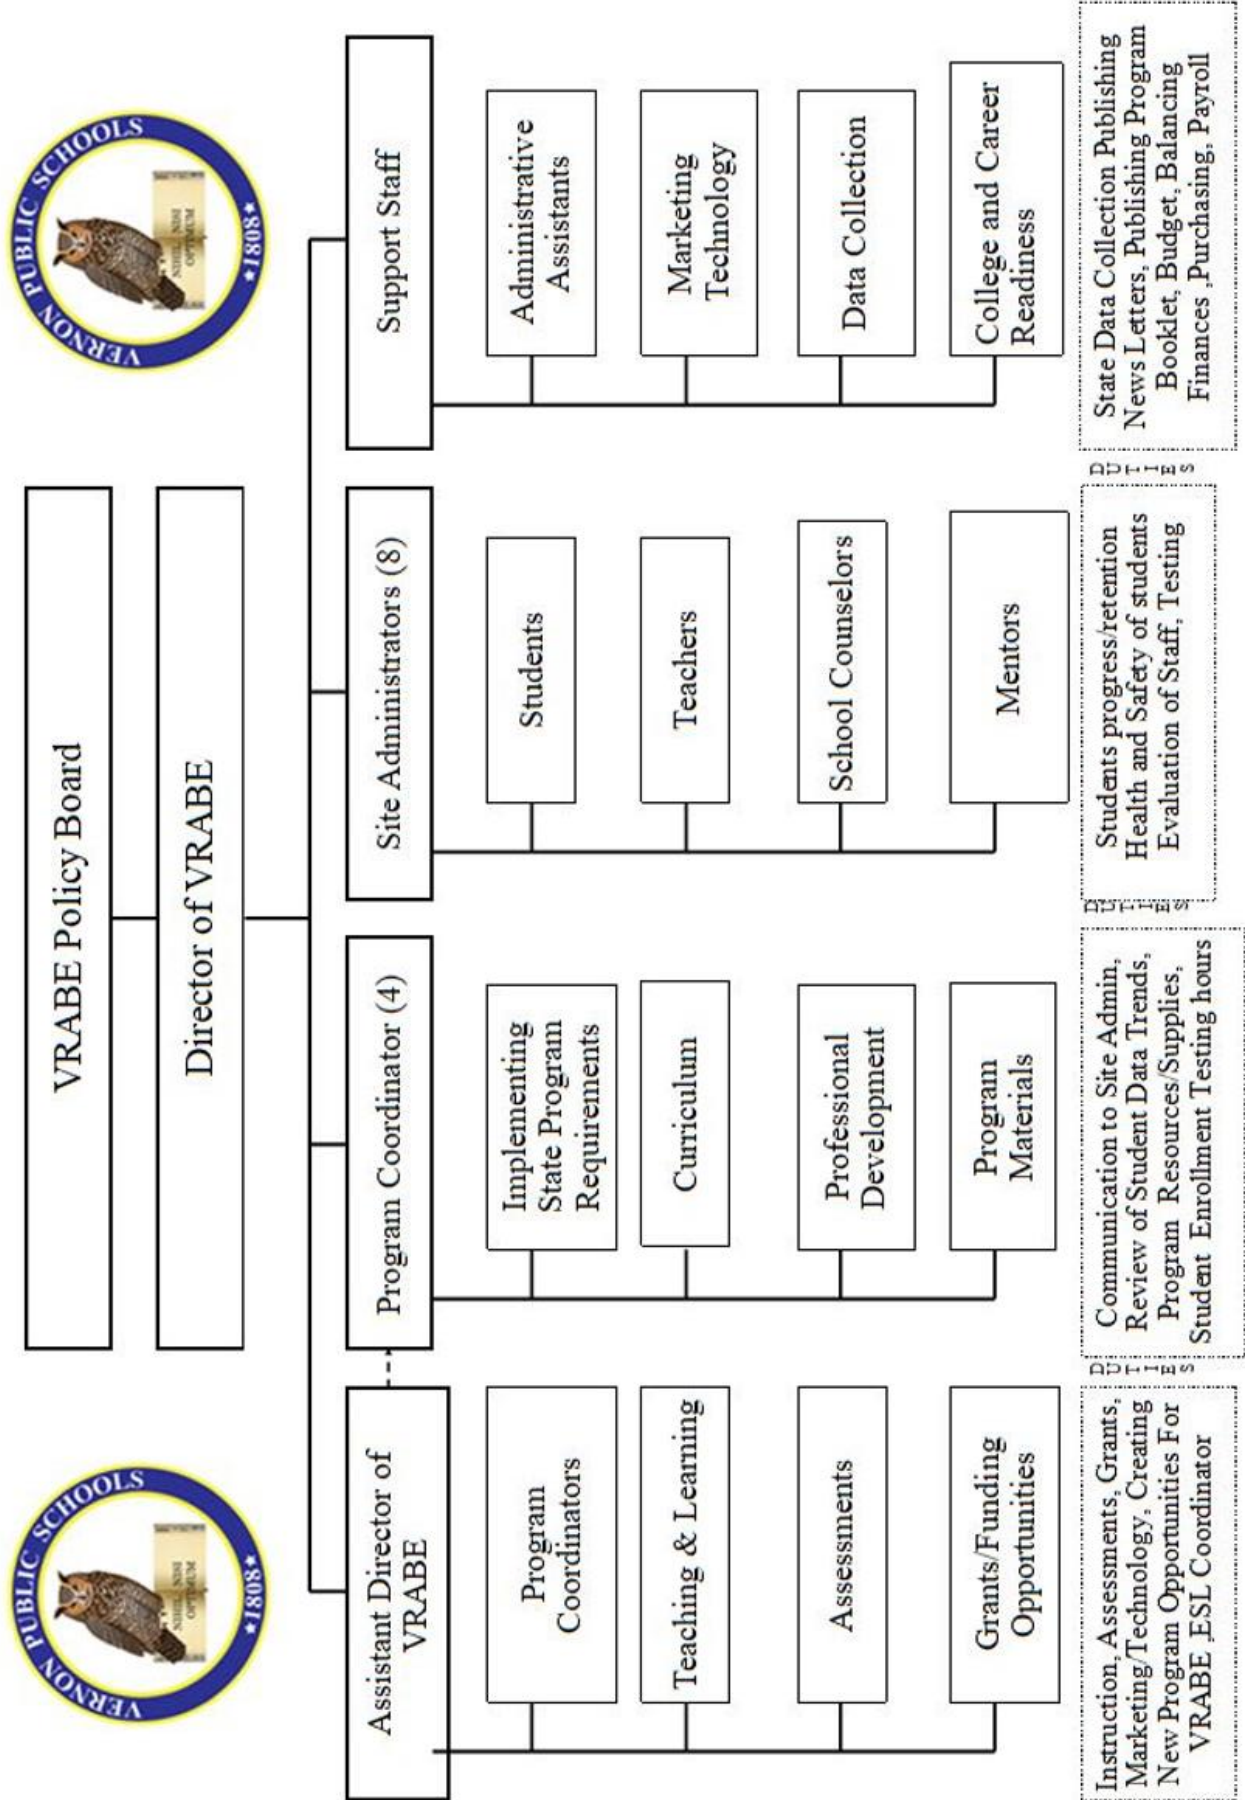 VERNON PUBLIC SCHOOLS
NIHIL NISI
OPTIMUM
★1808★
VERNON PUBLIC SCHOOLS
NIHIL NISI
OPTIMUM
★1808★
VRABE Policy Board
Director of VRABE
Assistant Director of
VRABE
Program Coordinator (4)
Site Administrators (8)
Support Staff
Program
Coordinators
Teaching & Learning
Assessments
Grants/Funding
Opportunities
Implementing
State Program
Requirements
Curriculum
Professional
Development
Program
Materials
Students
Teachers
School Counselors
Mentors
Administrative
Assistants
Marketing
Technology
Data Collection
College and Career
Readiness
Instruction, Assessments, Grants,
Marketing/Technology, Creating
New Program Opportunities For
VRABE ,ESL Coordinator
DUTIES
Communication to Site Admin,
Review of Student Data Trends,
Program Resources/Supplies,
Student Enrollment Testing hours
DUTIES
Students progress/retention
Health and Safety of students
Evaluation of Staff, Testing
DUTIES
State Data Collection Publishing
News Letters, Publishing Program
Booklet, Budget, Balancing
Finances ,Purchasing, Payroll